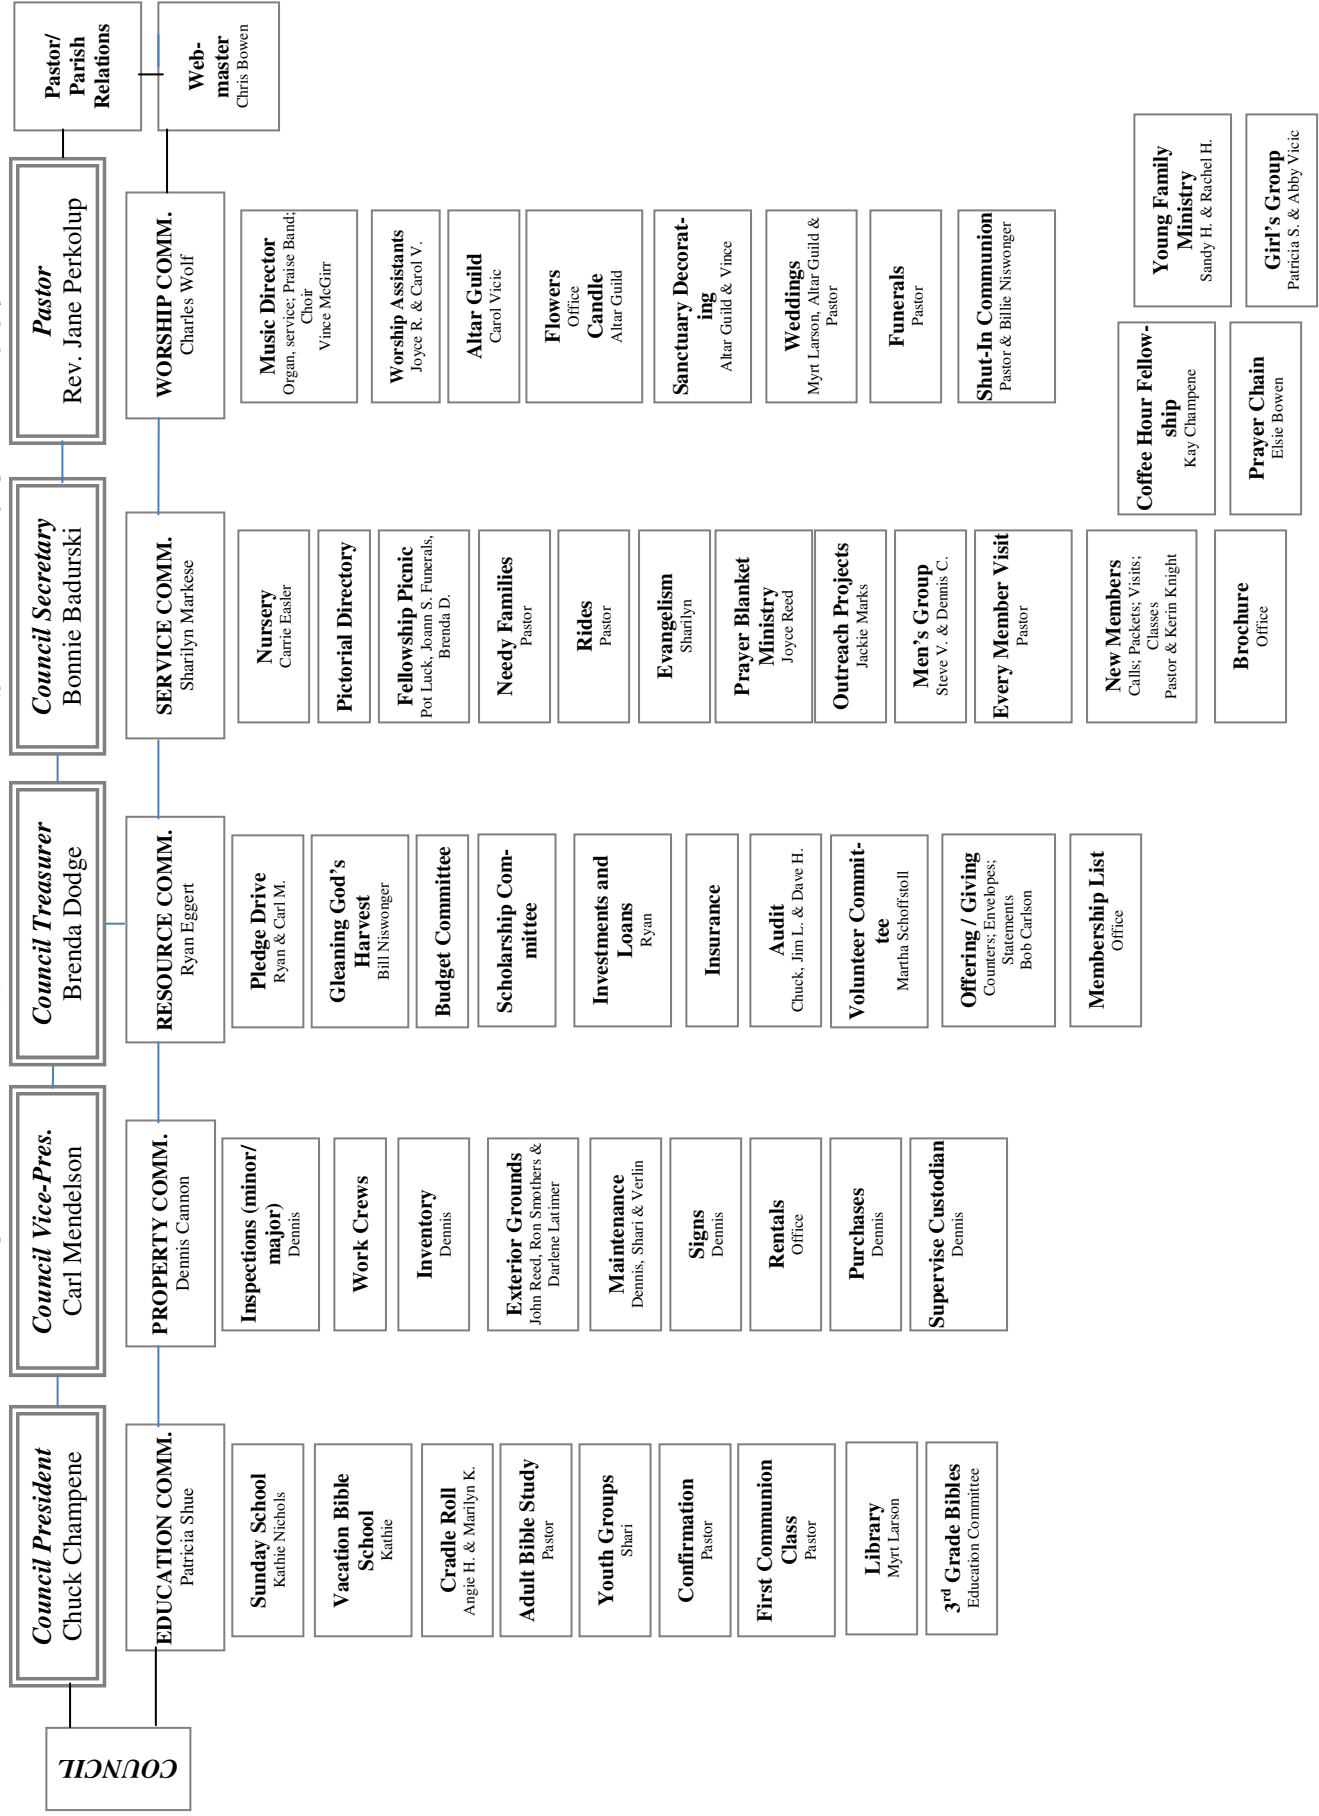 COUNCIL
Council President
Chuck Champene
Council Vice-Pres.
Carl Mendelson
Council Treasurer
Brenda Dodge
Council Secretary
Bonnie Badurski
Pastor
Rev. Jane Perkolup
Pastor/
Parish
Relations
EDUCATION COMM.
Patricia Shue
Sunday School
Kathie Nichols
Vacation Bible
School
Kathie
Cradle Roll
Angie H. & Marilyn K.
Adult Bible Study
Pastor
Youth Groups
Shari
Confirmation
Pastor
First Communion
Class
Pastor
Library
Myrt Larson
3rd Grade Bibles
Education Committee
PROPERTY COMM.
Dennis Cannon
Inspections (minor/
major)
Dennis
Work Crews
Inventory
Dennis
Exterior Grounds
John Reed, Ron Smothers &
Darlene Latimer
Maintenance
Dennis, Shari & Verlin
Signs
Dennis
Rentals
Office
Purchases
Dennis
Supervise Custodian
Dennis
RESOURCE COMM.
Ryan Eggert
Pledge Drive
Ryan & Carl M.
Gleaning God's
Harvest
Bill Niswonger
Budget Committee
Scholarship Com-
mittee
Investments and
Loans
Ryan
Insurance
Audit
Chuck, Jim L. & Dave H.
Volunteer Commit-
tee
Martha Schoffstoll
Offering / Giving
Counters; Envelopes;
Statements
Bob Carlson
Membership List
Office
SERVICE COMM.
Sharilyn Markese
Nursery
Carrie Easler
Pictorial Directory
Fellowship Picnic
Pot Luck, Joann S. Funerals,
Brenda D.
Needy Families
Pastor
Rides
Pastor
Evangelism
Sharilyn
Prayer Blanket
Ministry
Joyce Reed
Outreach Projects
Jackie Marks
Men's Group
Steve V. & Dennis C.
Every Member Visit
Pastor
New Members
Calls; Packets; Visits;
Classes
Pastor & Kerin Knight
Brochure
Office
Coffee Hour Fellow-
ship
Kay Champene
Prayer Chain
Elsie Bowen
Young Family
Ministry
Sandy H. & Rachel H.
Girl's Group
Patricia S. & Abby Vicic
WORSHIP COMM.
Charles Wolf
Music Director
Organ, service; Praise Band;
Choir
Vince McGirr
Worship Assistants
Joyce R. & Carol V.
Altar Guild
Carol Vicic
Flowers
Office
Candle
Altar Guild
Sanctuary Decorat-
ing
Altar Guild & Vince
Weddings
Myrt Larson, Altar Guild &
Pastor
Funerals
Pastor
Shut-In Communion
Pastor & Billie Niswonger
Web-
master
Chris Bowen